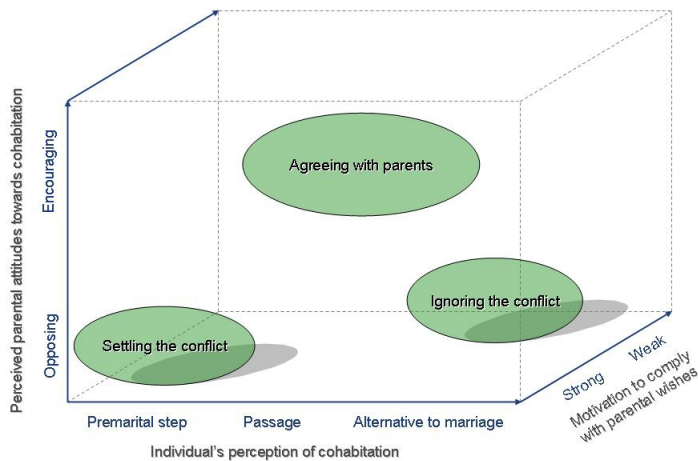 Perceived parental attitudes towards cohabitation
Encouraging
Opposing
Agreeing with parents
Ignoring the conflict
Settling the conflict
Premarital step
Passage
Alternative to marriage
Individual's perception of cohabitation
Strong
Weak
Motivation to comply
with parental wishes